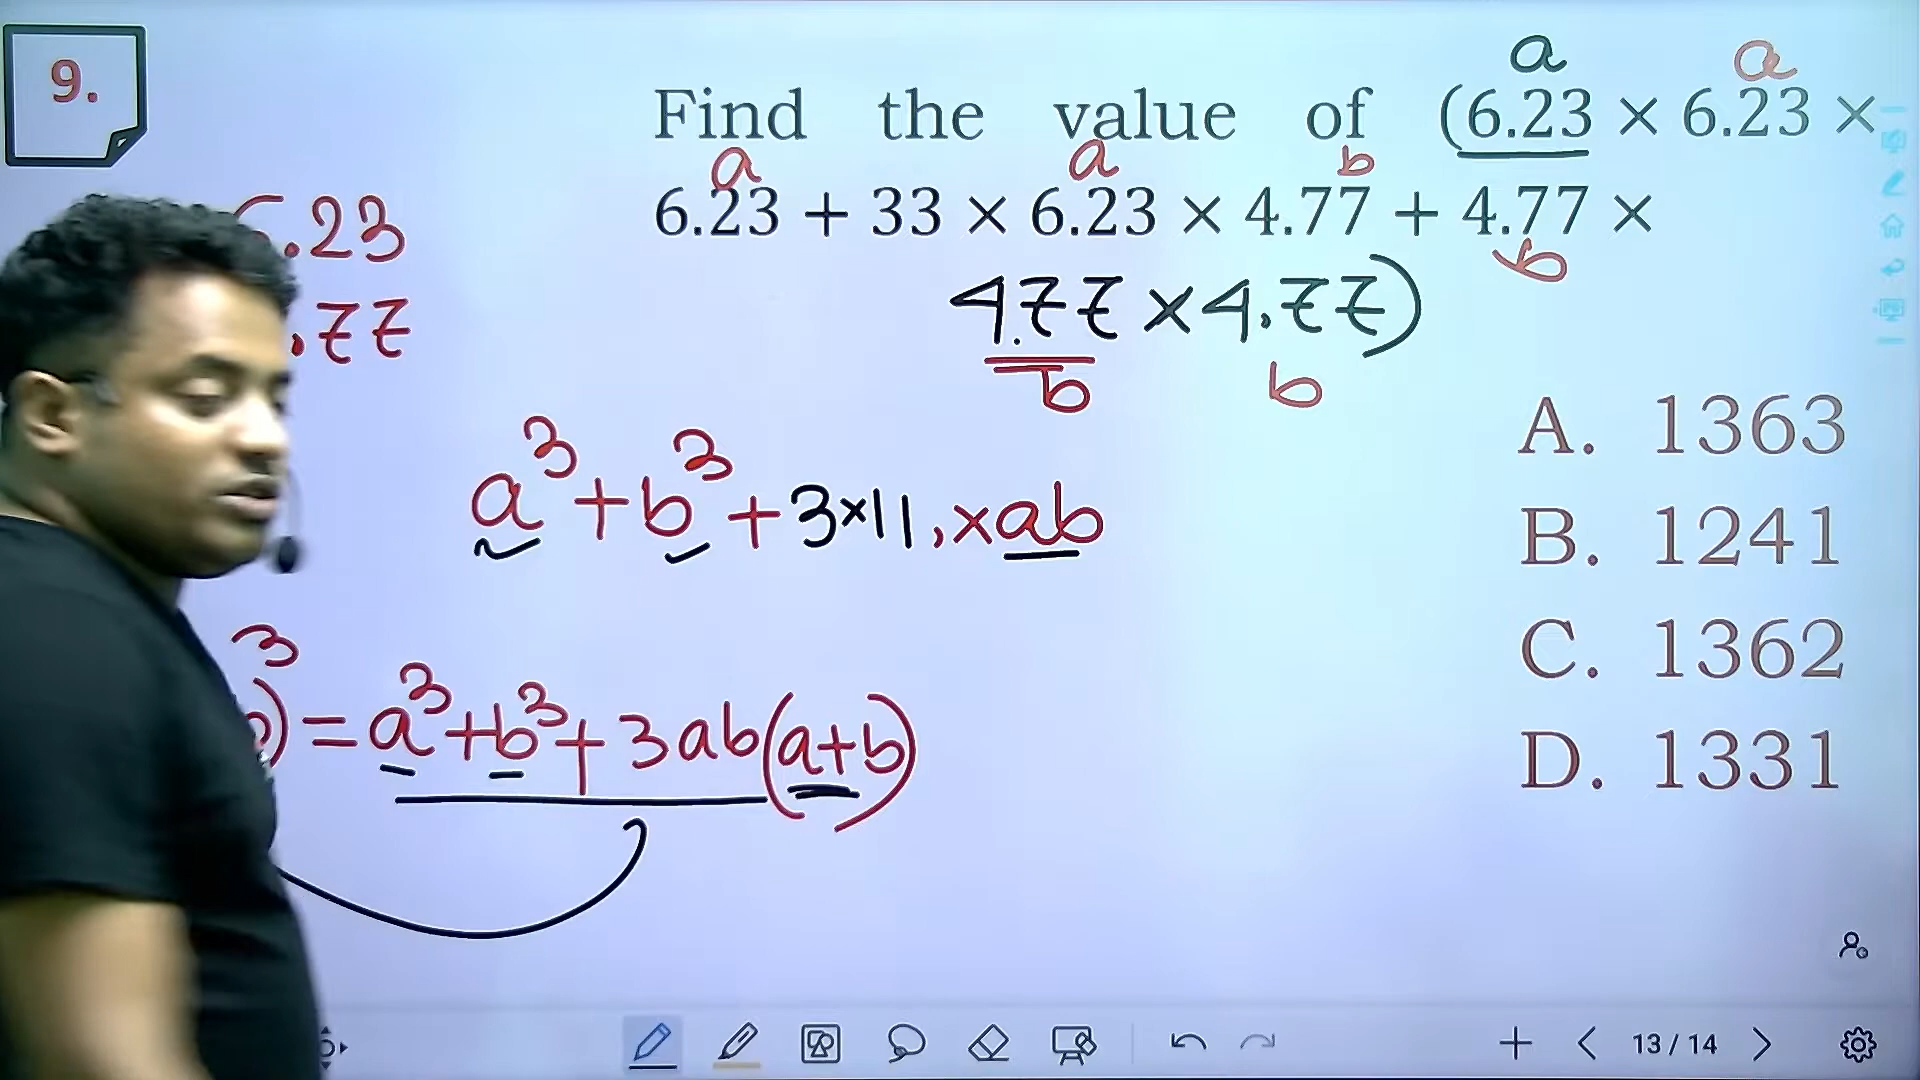 9.
a a
Find the value of (6.23 × 6.23 ×
a a b
6.23 + 33 × 6.23 × 4.77 + 4.77 ×
b
4.77 × 4.77)
b b
.23
.77
a³ + b³ + 3×11, × ab
)³ = a³ + b³ + 3ab(a+b)
A. 1363
B. 1241
C. 1362
D. 1331
13 / 14